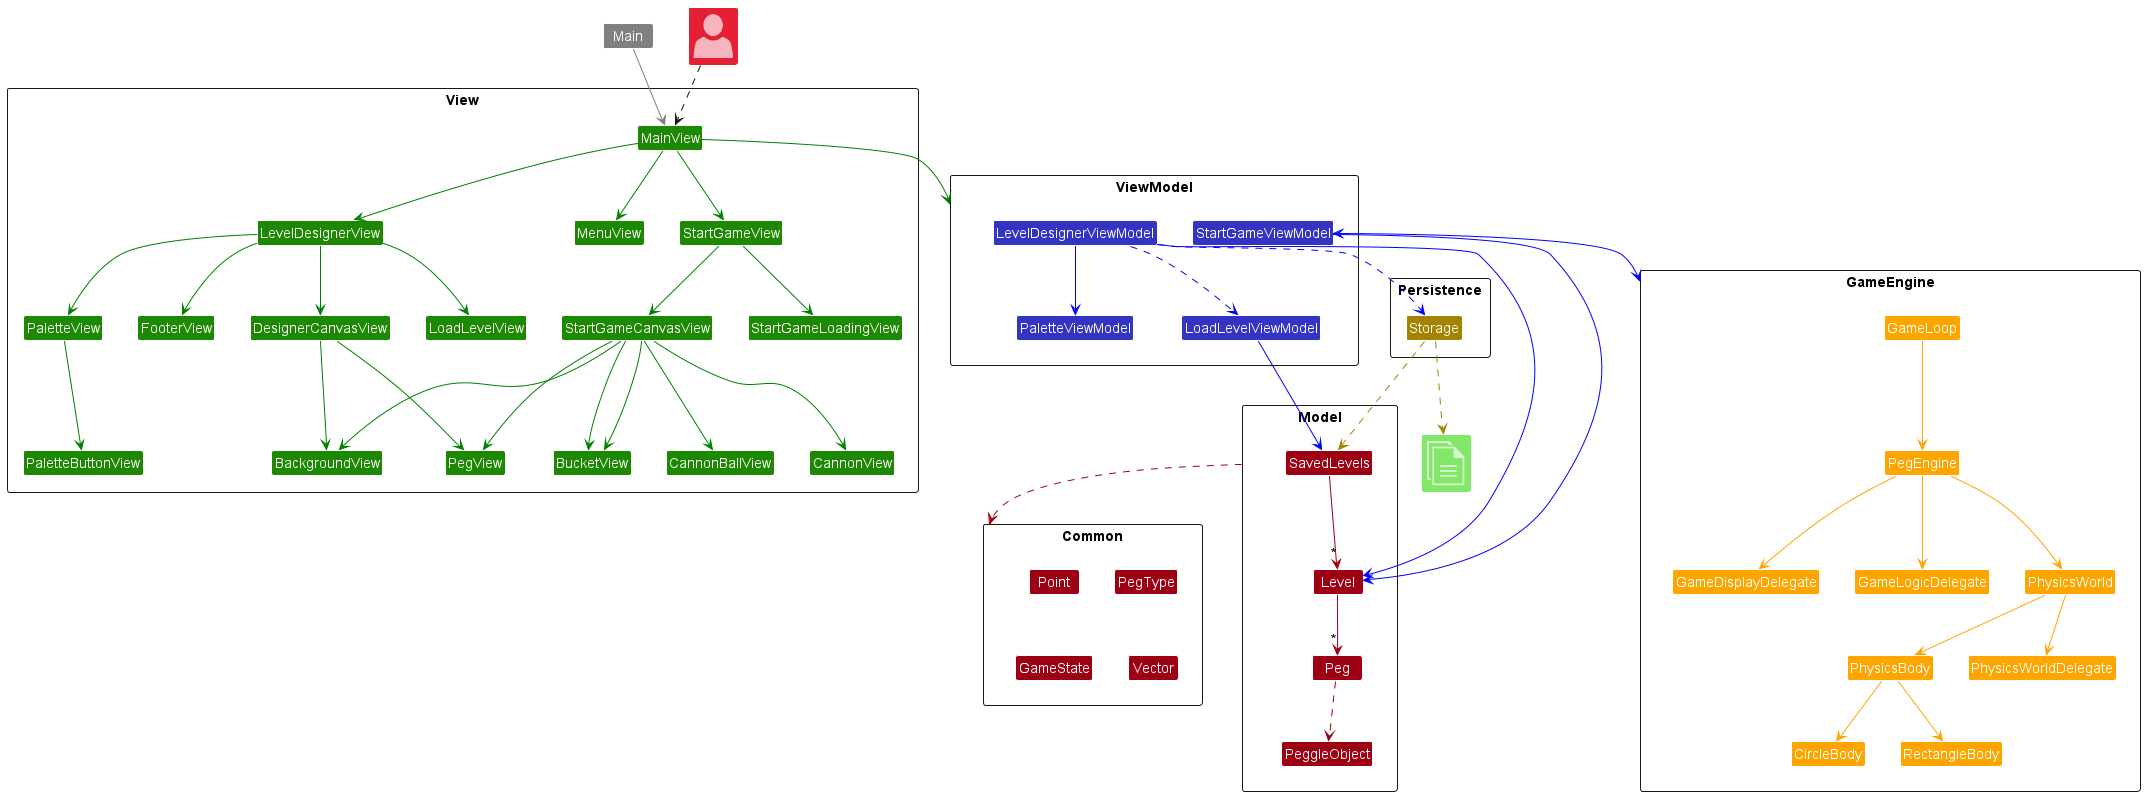 Main
View
MainView
ViewModel
LevelDesignerView
MenuView
StartGameView
LevelDesignerViewModel
StartGameViewModel
Persistence
GameEngine
PaletteView
FooterView
DesignerCanvasView
LoadLevelView
StartGameCanvasView
StartGameLoadingView
PaletteViewModel
LoadLevelViewModel
Storage
GameLoop
Model
PaletteButtonView
BackgroundView
PegView
BucketView
CannonBallView
CannonView
SavedLevels
PegEngine
Common
*
Point
PegType
Level
GameDisplayDelegate
GameLogicDelegate
PhysicsWorld
*
GameState
Vector
Peg
PhysicsBody
PhysicsWorldDelegate
PeggleObject
CircleBody
RectangleBody